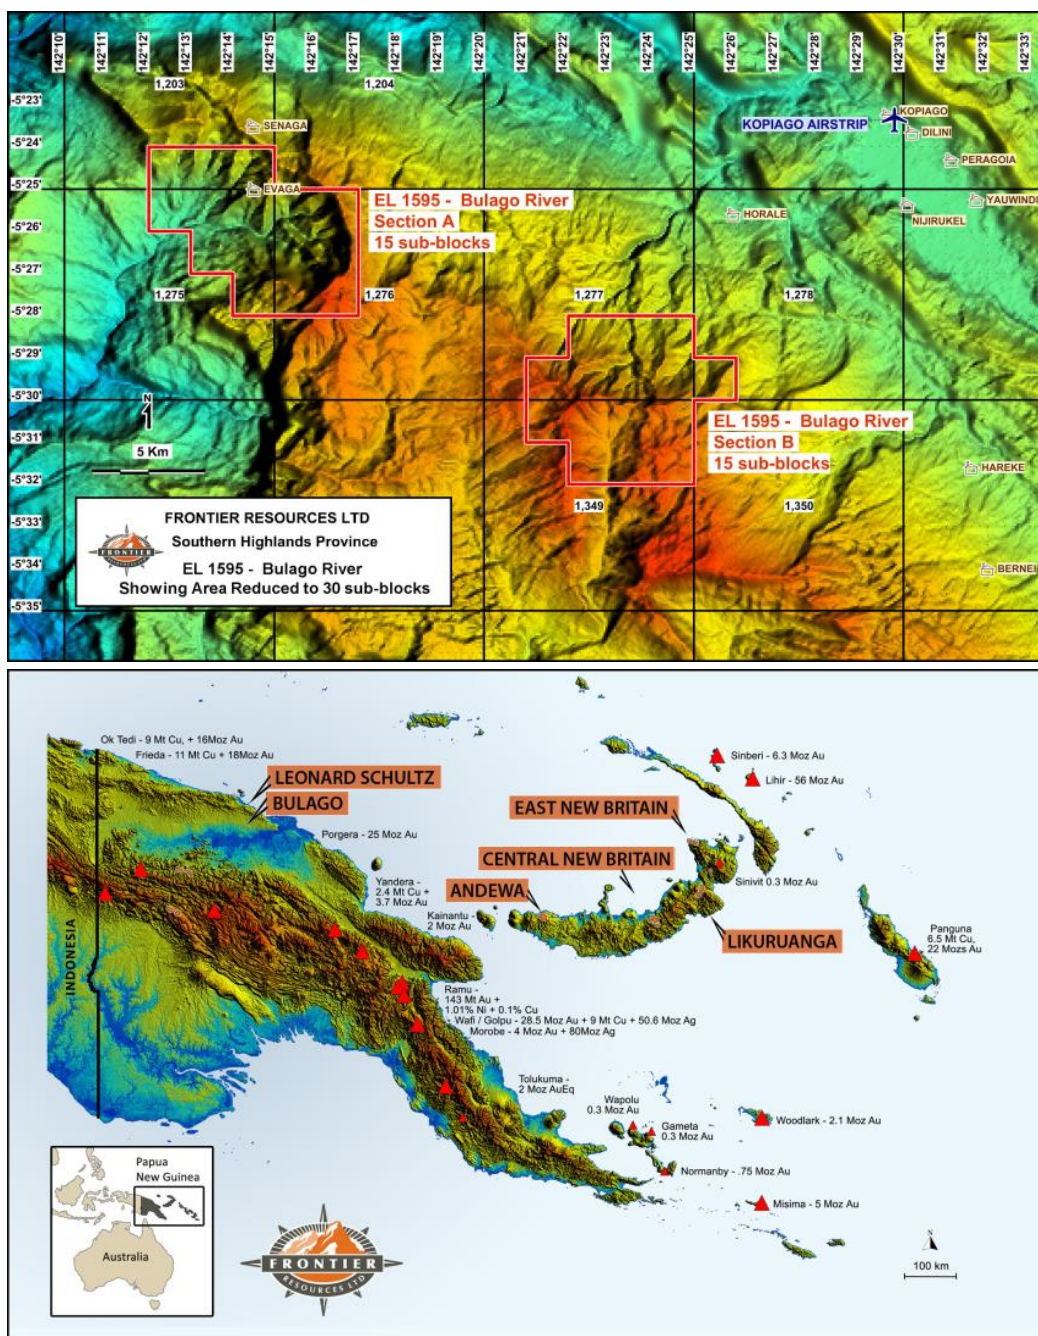 142°10'
142°11'
142°12'
142°13'
142°14'
142°15'
142°16'
142°17'
142°18'
142°19'
142°20'
142°21'
142°22'
142°23'
142°24'
142°25'
142°26'
142°27'
142°28'
142°29'
142°30'
142°31'
142°32'
142°33'
-5°23'
-5°24'
-5°25'
-5°26'
-5°27'
-5°28'
-5°29'
-5°30'
-5°31'
-5°32'
-5°33'
-5°34'
-5°35'
1,203
1,204
KOPIAGO
KOPIAGO AIRSTRIP
DILINI
SENAGA
PERAGOIA
EVAGA
EL 1595 - Bulago River
Section A
15 sub-blocks
YAUWINDI
HORALE
NIJIRUKEL
1,275
1,276
1,277
1,278
N
5 Km
EL 1595 - Bulago River
Section B
15 sub-blocks
HAREKE
1,349
1,350
BERNEI
FRONTIER RESOURCES LTD
Southern Highlands Province
FRONTIER
RESOURCES LTD
EL 1595 - Bulago River
Showing Area Reduced to 30 sub-blocks
Ok Tedi - 9 Mt Cu, + 16Moz Au
Frieda - 11 Mt Cu + 18Moz Au
LEONARD SCHULTZ
BULAGO
Porgera - 25 Moz Au
Sinberi - 6.3 Moz Au
Lihir - 56 Moz Au
EAST NEW BRITAIN
CENTRAL NEW BRITAIN
ANDEWA
Sinivit 0.3 Moz Au
LIKURUANGA
Yandera -
2.4 Mt Cu +
3.7 Moz Au
Kainantu -
2 Moz Au
Panguna
6.5 Mt Cu,
22 Mozs Au
INDONESIA
Ramu -
143 Mt Au +
1.01% Ni + 0.1% Cu
- Wafi / Golpu - 28.5 Moz Au + 9 Mt Cu + 50.6 Moz Ag
Morobe - 4 Moz Au + 80Moz Ag
Tolukuma -
2 Moz AuEq
Wapolu
0.3 Moz Au
Gameta
0.3 Moz Au
Woodlark - 2.1 Moz Au
Normanby - .75 Moz Au
Misima - 5 Moz Au
Papua
New Guinea
Australia
FRONTIER
RESOURCES LTD
100 km